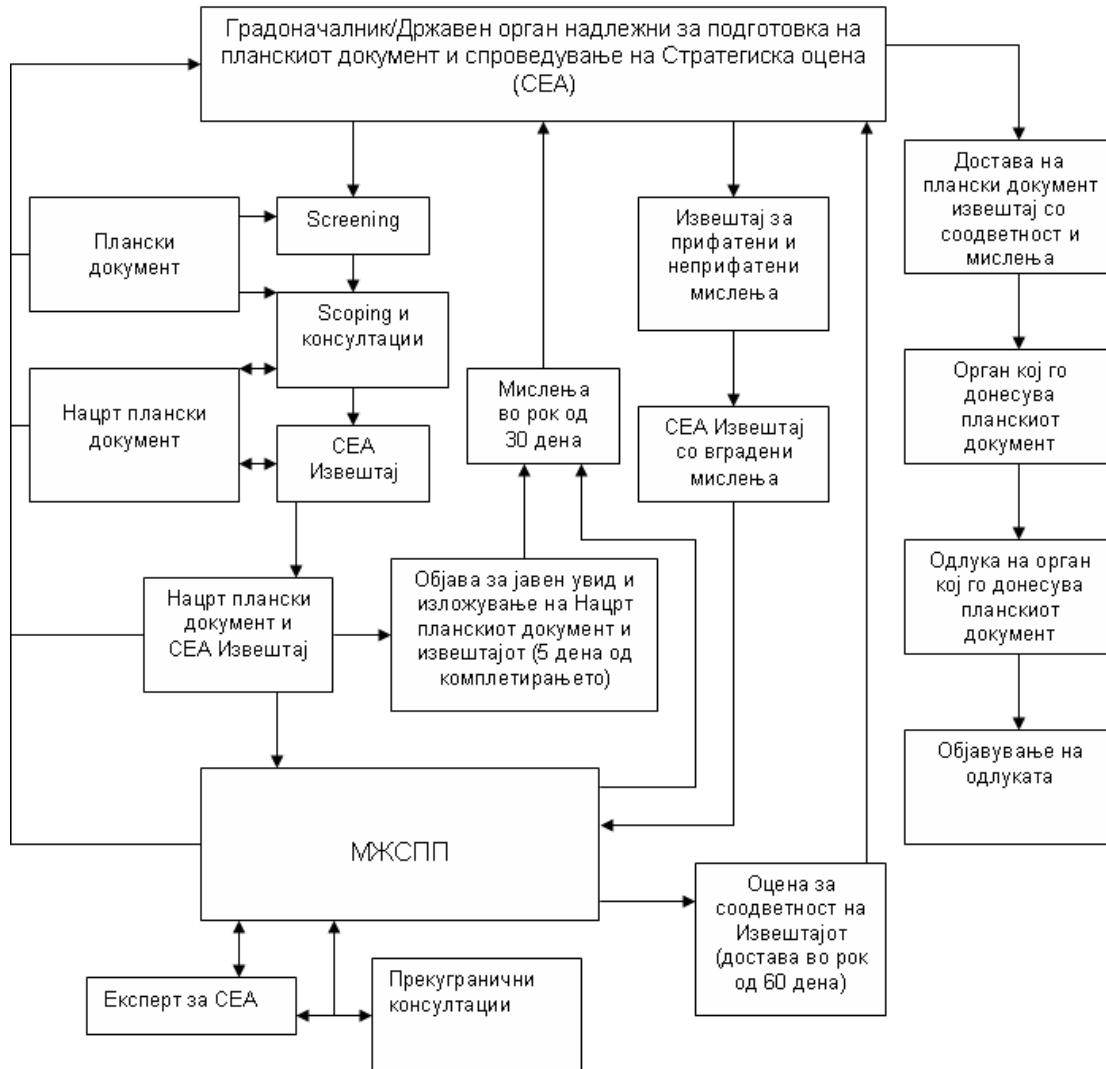 Градоначалник/Државен орган надлежни за подготовка на
планскиот документ и спроведување на Стратегиска оцена
(СЕА)
Достава на
плански документ
извештај со
соодветност и
мислења
Screening
Плански
документ
Извештај за
прифатени и
неприфатени
мислења
Scoping и
консултации
Мислења
во рок од
30 дена
Орган кој го
донесува
планскиот
документ
Нацрт плански
документ
СЕА
Извештај
СЕА Извештај
со вградени
мислења
Одлука на орган
кој го донесува
планскиот
документ
Нацрт плански
документ и
СЕА Извештај
Објава за јавен увид и
изложување на Нацрт
планскиот документ и
извештајот (5 дена од
комплетирањето)
Објавување на
одлуката
МЖСПП
Оцена за
соодветност на
Извештајот
(достава во рок
од 60 дена)
Експерт за СЕА
Прекугранични
консултации